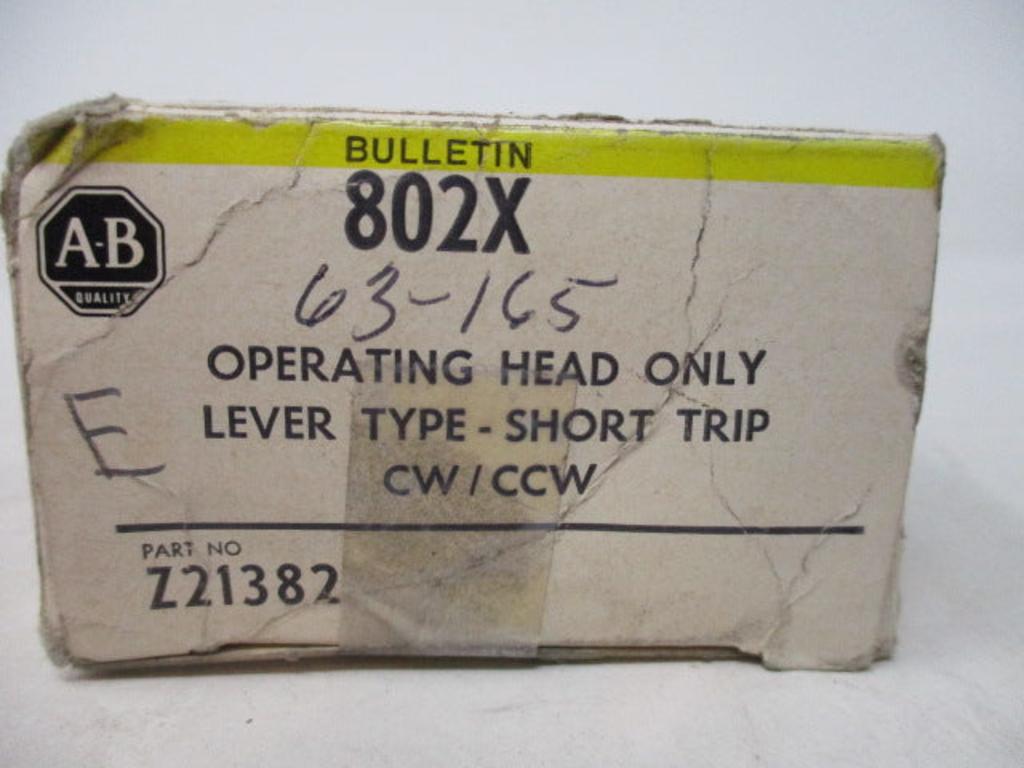 BULLETIN
802X
A-B
QUALITY
63-165
OPERATING HEAD ONLY
LEVER TYPE - SHORT TRIP
E
CW/CCW
PART NO
Z21382